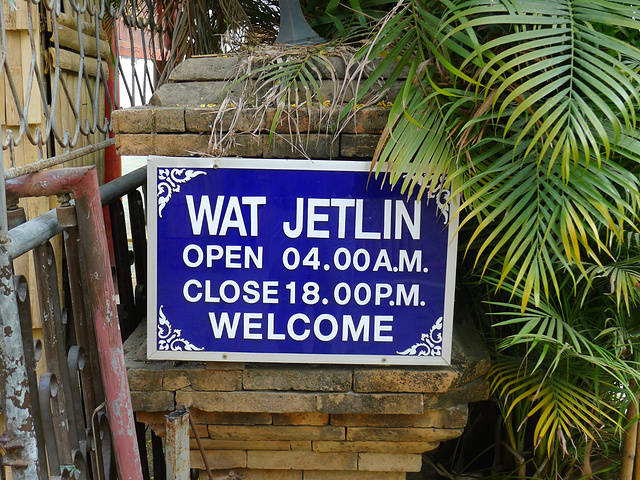 WAT JETLIN
OPEN 04.00A.M.
CLOSE 18.00P.M.
WELCOME